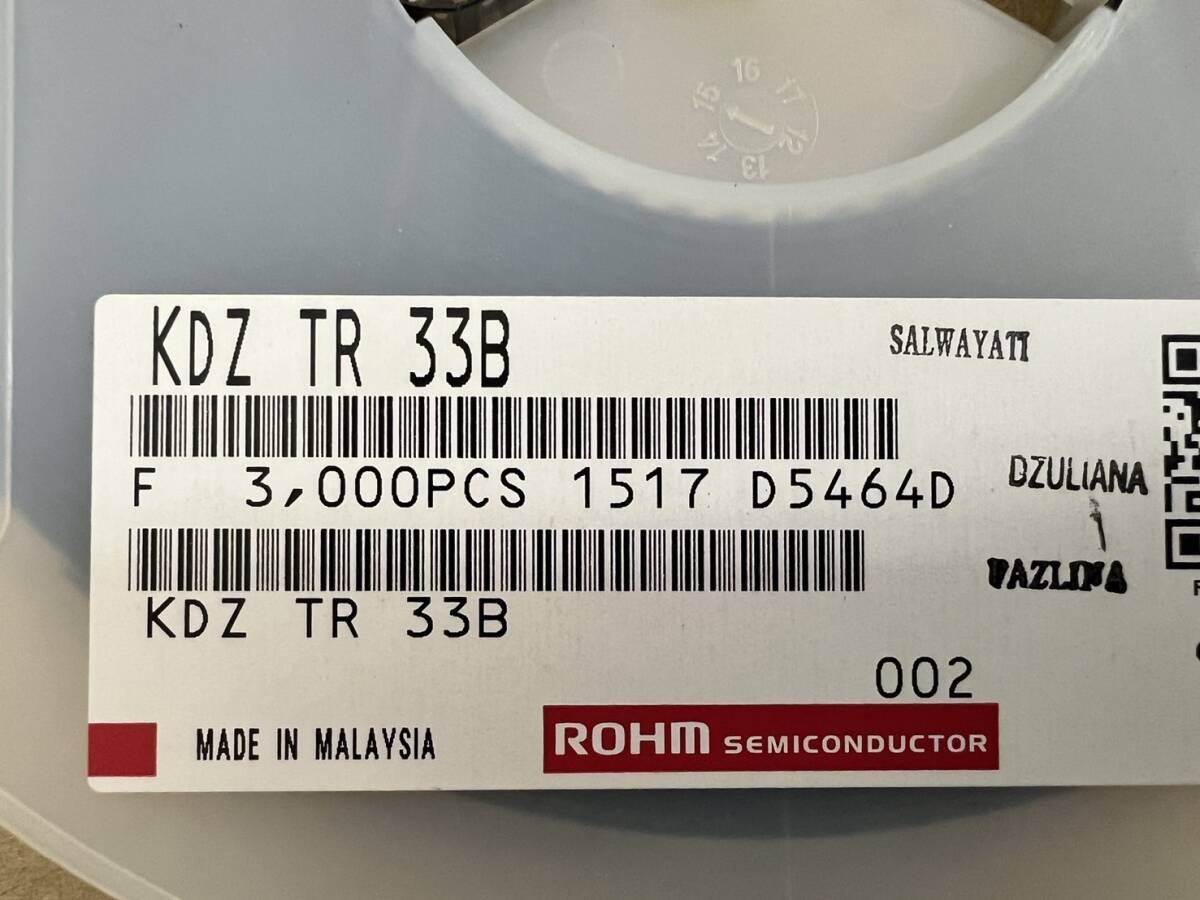 16
15 17
14 12
13
KDZ TR 33B
SALWAYATI
F 3,000PCS 1517 D5464D
DZULIANA
FAZLINA
KDZ TR 33B
002
MADE IN MALAYSIA
ROHM SEMICONDUCTOR